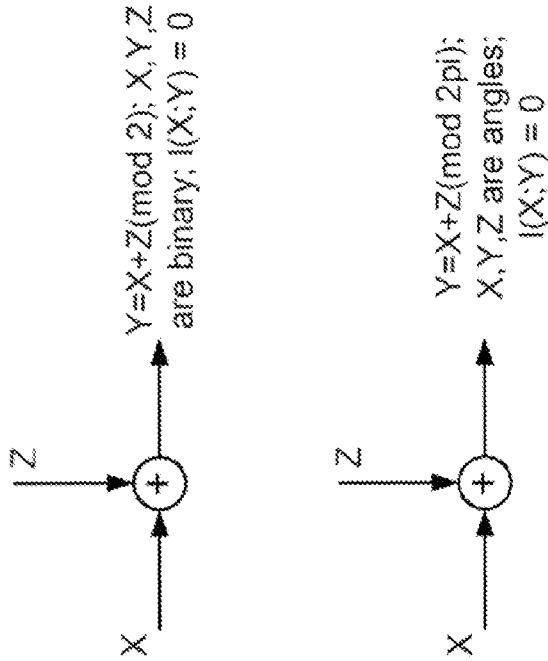 Z
X
+
Y=X+Z(mod 2); X,Y,Z
are binary; I(X;Y) = 0
Z
X
+
Y=X+Z(mod 2pi);
X,Y,Z are angles;
I(X;Y) = 0